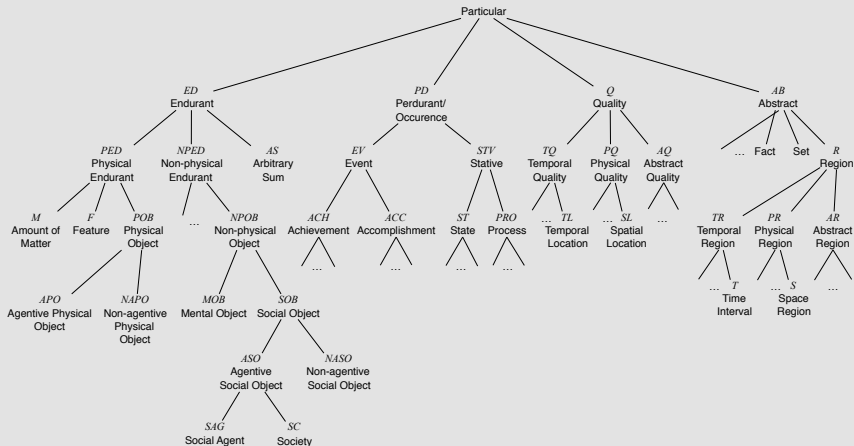 Particular
ED PD Q AB
Endurant Perdurant/ Quality Abstract
Occurence
PED NPED AS EV STV TQ PQ AQ … Fact Set R
Physical Non-physical Arbitrary Event Stative Temporal Physical Abstract Region
Endurant Endurant Sum Quality Quality Quality
M F POB … NPOB ACH ACC ST PRO … TL … SL … TR PR AR
Amount of Feature Physical Non-physical Achievement Accomplishment State Process Temporal Spatial Temporal Physical Abstract
Matter Object Object Location Location Region Region Region
… … … …
APO NAPO MOB SOB … T … S …
Agentive Physical Non-agentive Mental Object Social Object Time Space
Object Physical Object Interval Region
ASO NASO
Agentive Non-agentive
Social Object Social Object
SAG SC
Social Agent Society